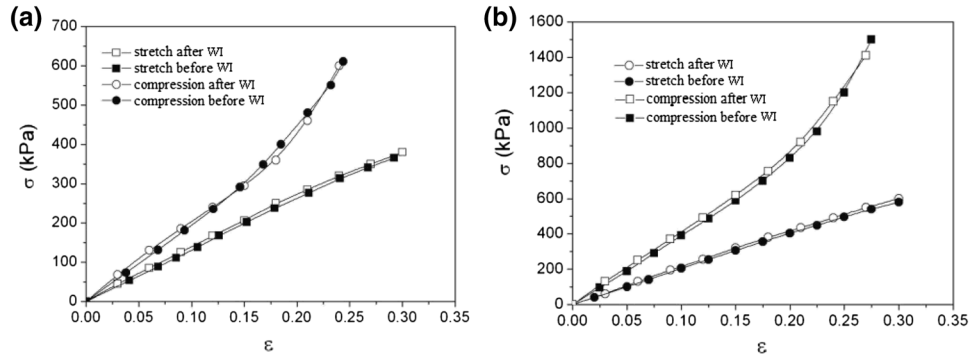 (a)
700
600
500
400
300
200
100
0
σ (kPa)
stretch after WI
stretch before WI
compression after WI
compression before WI
0.00 0.05 0.10 0.15 0.20 0.25 0.30 0.35
ε
(b)
1600
1400
1200
1000
800
600
400
200
0
σ (kPa)
stretch after WI
stretch before WI
compression after WI
compression before WI
0.00 0.05 0.10 0.15 0.20 0.25 0.30 0.35
ε